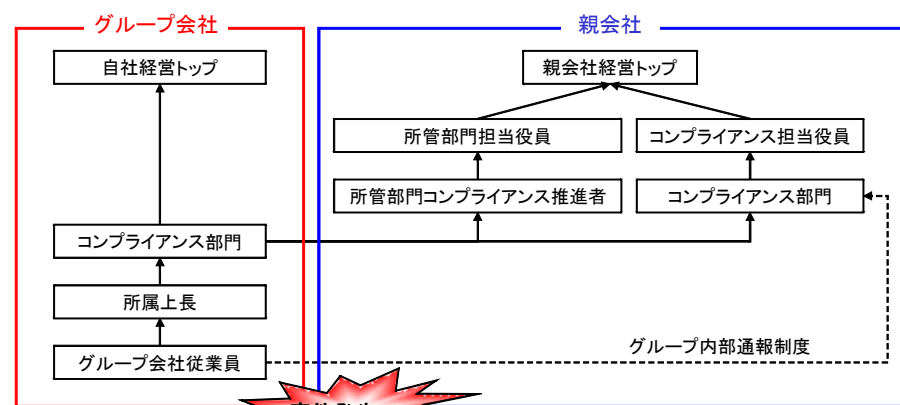 グループ会社
親会社
自社経営トップ
親会社経営トップ
所管部門担当役員
コンプライアンス担当役員
所管部門コンプライアンス推進者
コンプライアンス部門
コンプライアンス部門
所属上長
グループ会社従業員
グループ内部通報制度